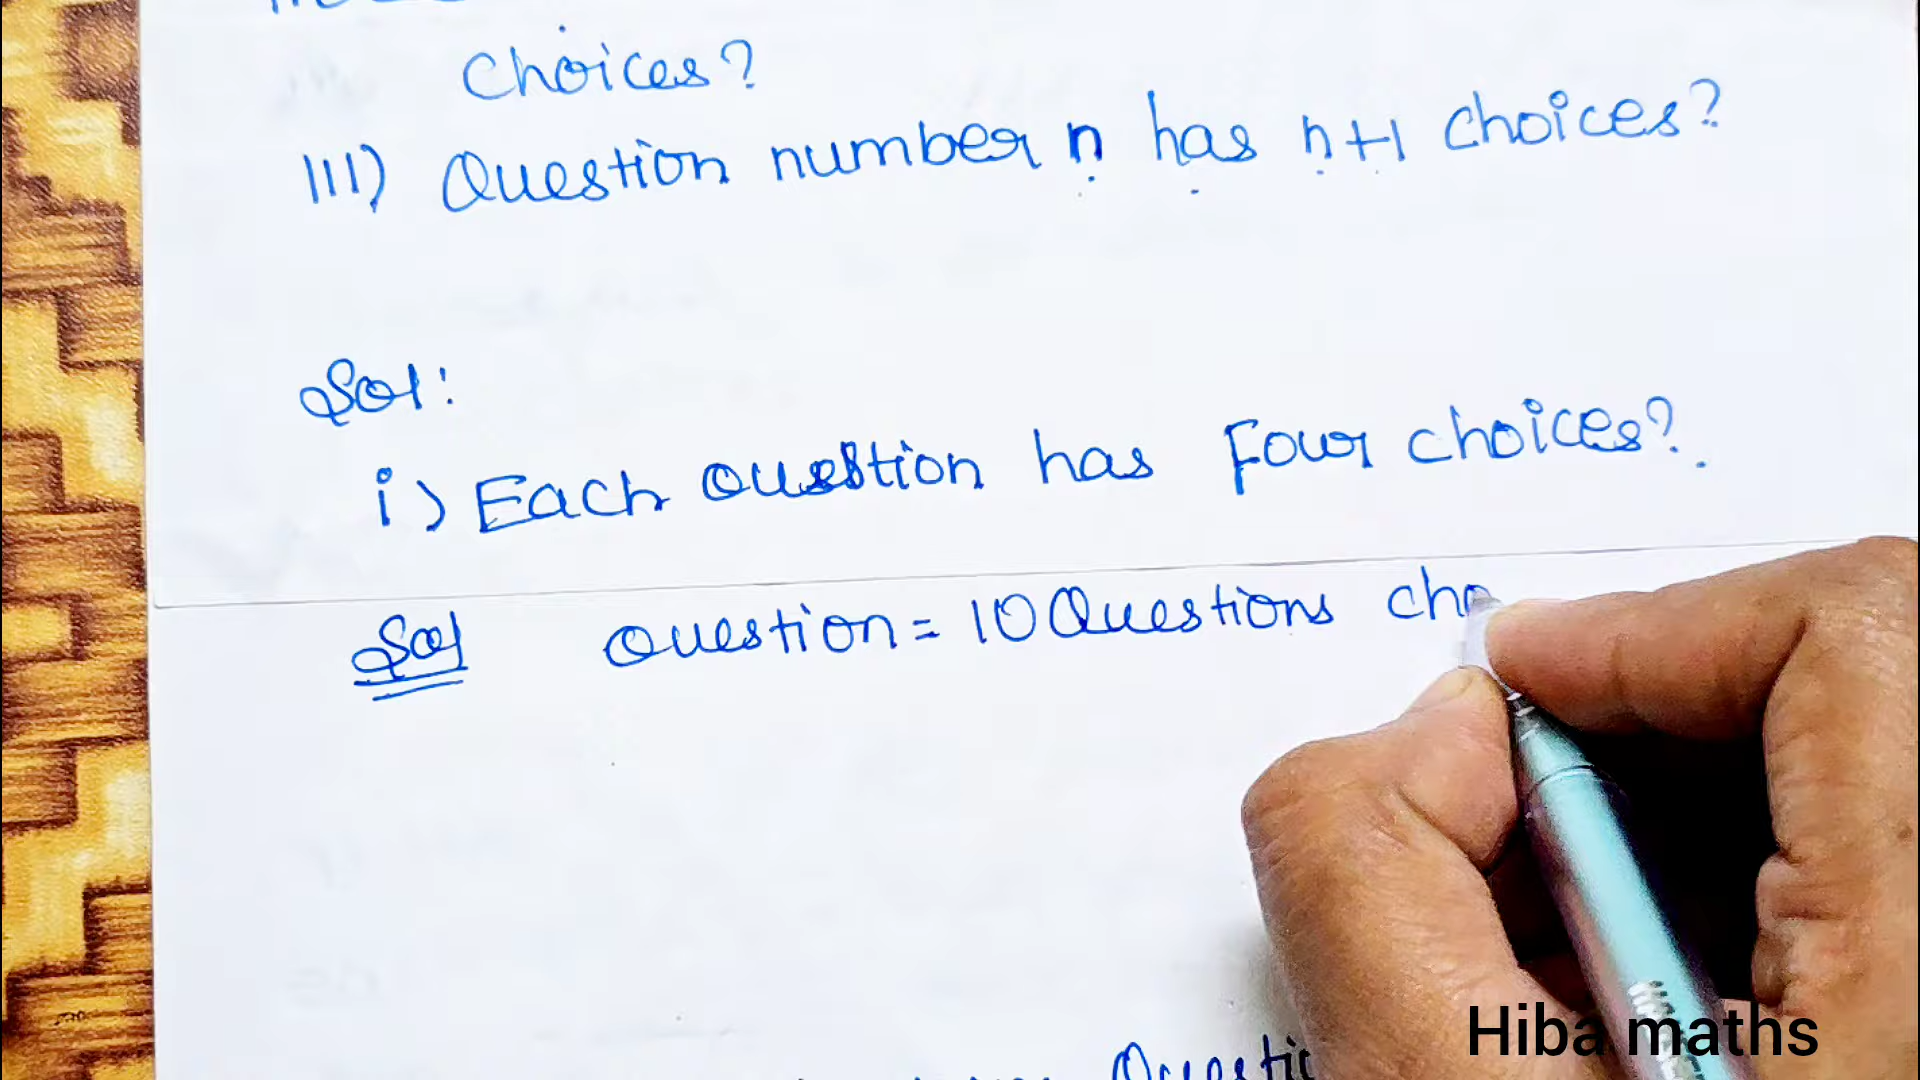 choices?
III) Question number n has n+1 choices?
Sol:
i) Each question has Four choices?
Sol question = 10 Questions cho
Questio
Hiba maths